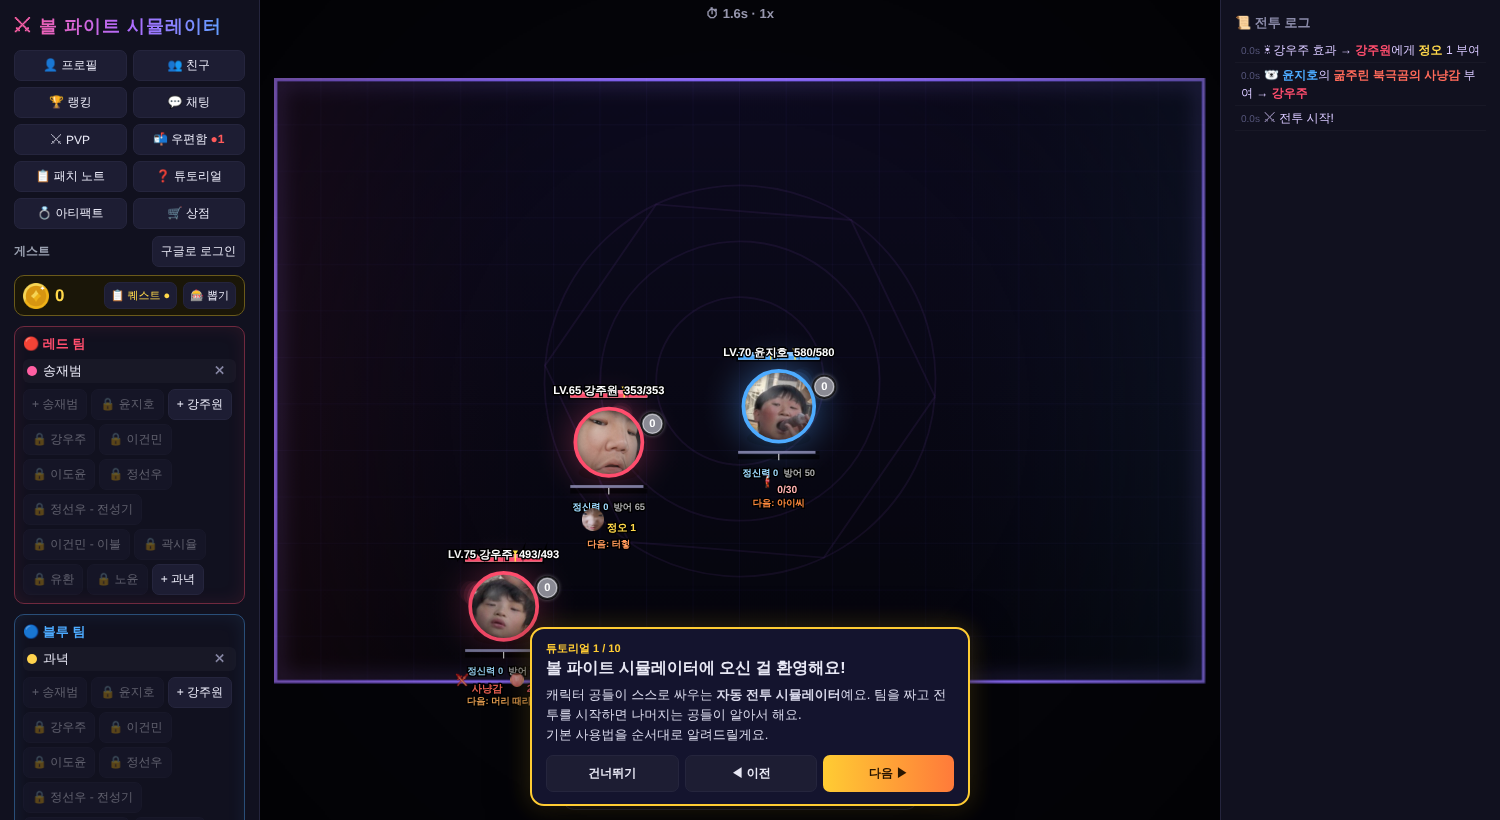 볼 파이트 시뮬레이터
프로필
친구
랭킹
채팅
PVP
우편함 ●1
패치 노트
튜토리얼
아티팩트
상점
게스트
구글로 로그인
0
퀘스트 ●
뽑기
레드 팀
송재범 ✕
+ 송재범
윤지호
+ 강주원
강우주
이건민
이도윤
정선우
정선우 - 전성기
이건민 - 이불
곽시율
유환
노윤
+ 과녁
블루 팀
과녁 ✕
+ 송재범
윤지호
+ 강주원
강우주
이건민
이도윤
정선우
정선우 - 전성기
1.6s · 1x
LV.70 윤지호 580/580
0
정신력 0 방어 50
0/30
다음: 아이씨
LV.65 강주원 353/353
0
정신력 0 방어 65
정오 1
다음: 터헣
LV.75 강우주 493/493
0
정신력 0 방어
사냥감
다음: 머리 때리
튜토리얼 1 / 10
볼 파이트 시뮬레이터에 오신 걸 환영해요!
캐릭터 공들이 스스로 싸우는 자동 전투 시뮬레이터예요. 팀을 짜고 전
투를 시작하면 나머지는 공들이 알아서 해요.
기본 사용법을 순서대로 알려드릴게요.
건너뛰기
◀ 이전
다음 ▶
전투 로그
0.0s 강우주 효과 → 강주원에게 정오 1 부여
0.0s 윤지호의 굶주린 북극곰의 사냥감 부
여 → 강우주
0.0s 전투 시작!